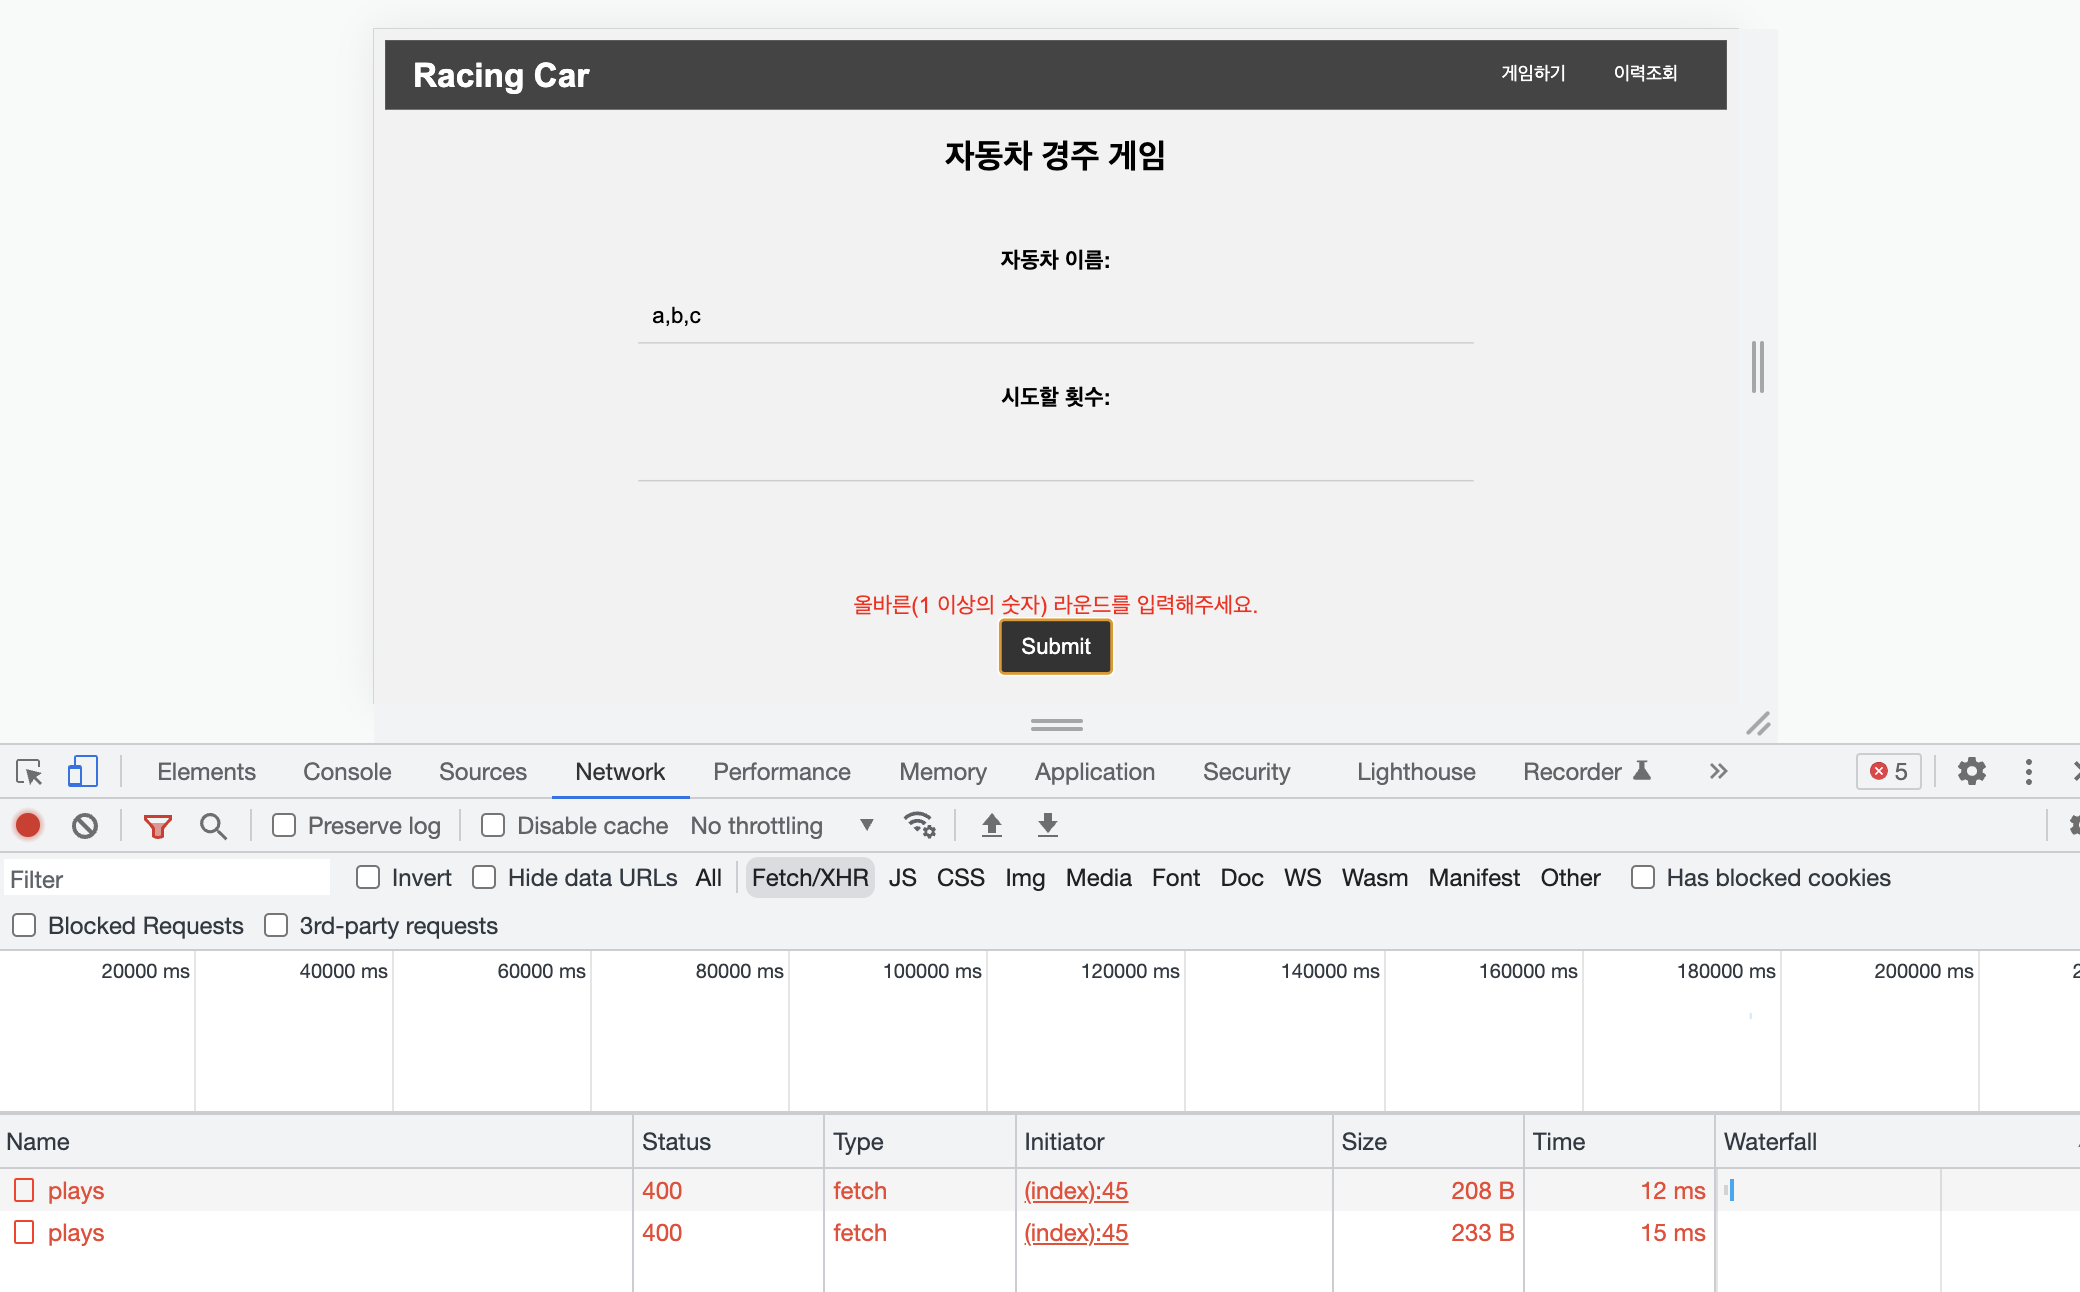 Racing Car 게임하기 이력조회
자동차 경주 게임
자동차 이름:
a,b,c
시도할 횟수:
올바른(1 이상의 숫자) 라운드를 입력해주세요.
Submit
Elements Console Sources Network Performance Memory Application Security Lighthouse Recorder 5
Preserve log Disable cache No throttling
Filter Invert Hide data URLs All Fetch/XHR JS CSS Img Media Font Doc WS Wasm Manifest Other Has blocked cookies
Blocked Requests 3rd-party requests
20000 ms 40000 ms 60000 ms 80000 ms 100000 ms 120000 ms 140000 ms 160000 ms 180000 ms 200000 ms
Name Status Type Initiator Size Time Waterfall
plays 400 fetch (index):45 208 B 12 ms
plays 400 fetch (index):45 233 B 15 ms